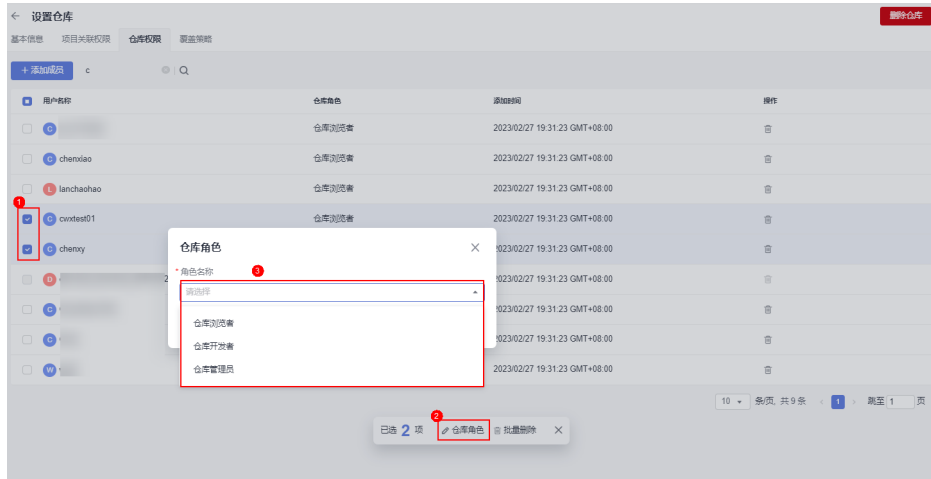 ← 设置仓库 删除仓库
基本信息 项目关联权限 仓库权限 覆盖策略
+ 添加成员 c
用户名称 仓库角色 添加时间 操作
C 仓库浏览者 2023/02/27 19:31:23 GMT+08:00
C chenxiao 仓库浏览者 2023/02/27 19:31:23 GMT+08:00
L lanchaohao 仓库浏览者 2023/02/27 19:31:23 GMT+08:00
1
C cwxtest01 仓库浏览者 2023/02/27 19:31:23 GMT+08:00
C chenxy 2023/02/27 19:31:23 GMT+08:00
仓库角色
* 角色名称 3
D 2 2023/02/27 19:31:23 GMT+08:00
请选择
C 2023/02/27 19:31:23 GMT+08:00
仓库浏览者
C 2023/02/27 19:31:23 GMT+08:00
仓库开发者
W 2023/02/27 19:31:23 GMT+08:00
仓库管理员
10 条/页, 共 9 条 < 1 > 跳至 1 页
2
已选 2 项 仓库角色 批量删除